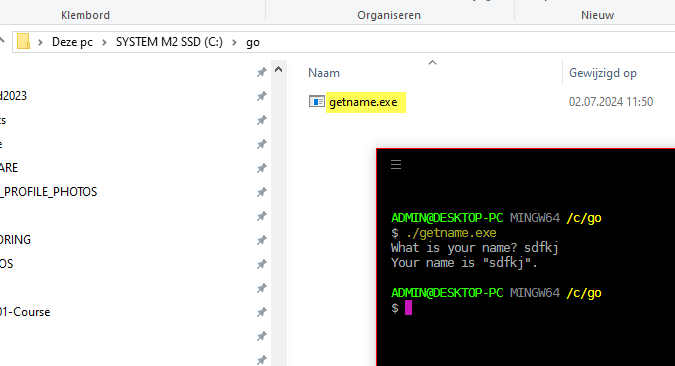 Klembord
Organiseren
Nieuw
Deze pc > SYSTEM M2 SSD (C:) > go
Naam
Gewijzigd op
d2023
getname.exe
02.07.2024 11:50
ARE
_PROFILE_PHOTOS
ORING
OS
01-Course
ADMIN@DESKTOP-PC MINGW64 /c/go
$ ./getname.exe
What is your name? sdfkj
Your name is "sdfkj".
ADMIN@DESKTOP-PC MINGW64 /c/go
$